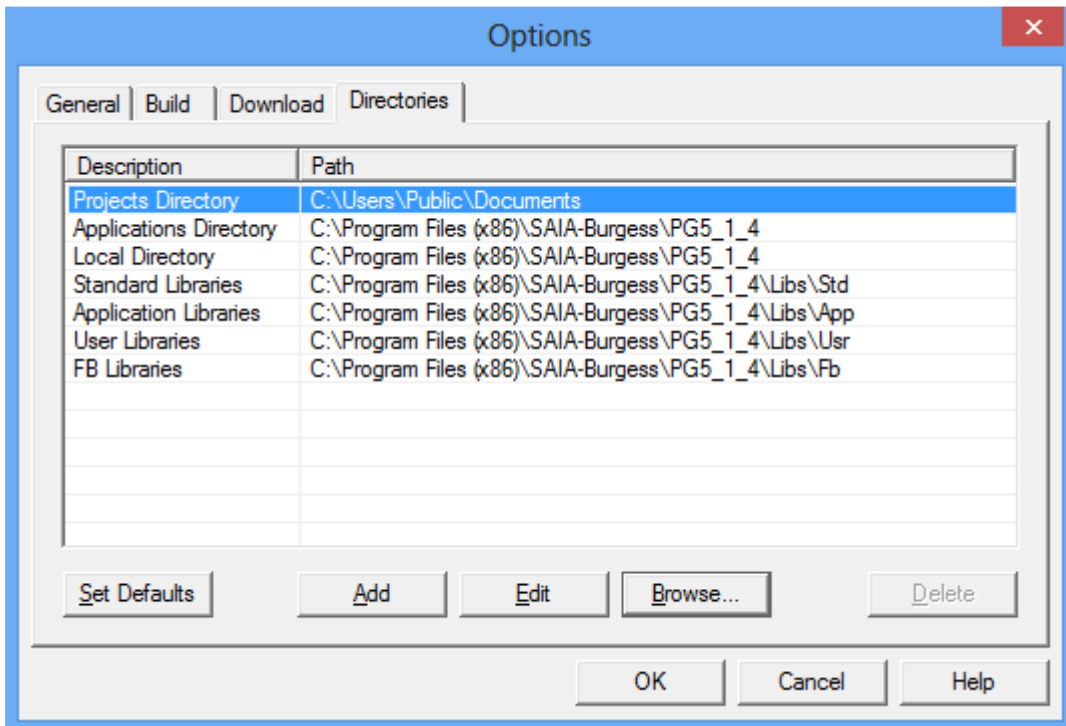 Options
General Build Download Directories
Description Path
Projects Directory C:\Users\Public\Documents
Applications Directory C:\Program Files (x86)\SAIA-Burgess\PG5_1_4
Local Directory C:\Program Files (x86)\SAIA-Burgess\PG5_1_4
Standard Libraries C:\Program Files (x86)\SAIA-Burgess\PG5_1_4\Libs\Std
Application Libraries C:\Program Files (x86)\SAIA-Burgess\PG5_1_4\Libs\App
User Libraries C:\Program Files (x86)\SAIA-Burgess\PG5_1_4\Libs\Usr
FB Libraries C:\Program Files (x86)\SAIA-Burgess\PG5_1_4\Libs\Fb
Set Defaults Add Edit Browse... Delete
OK Cancel Help